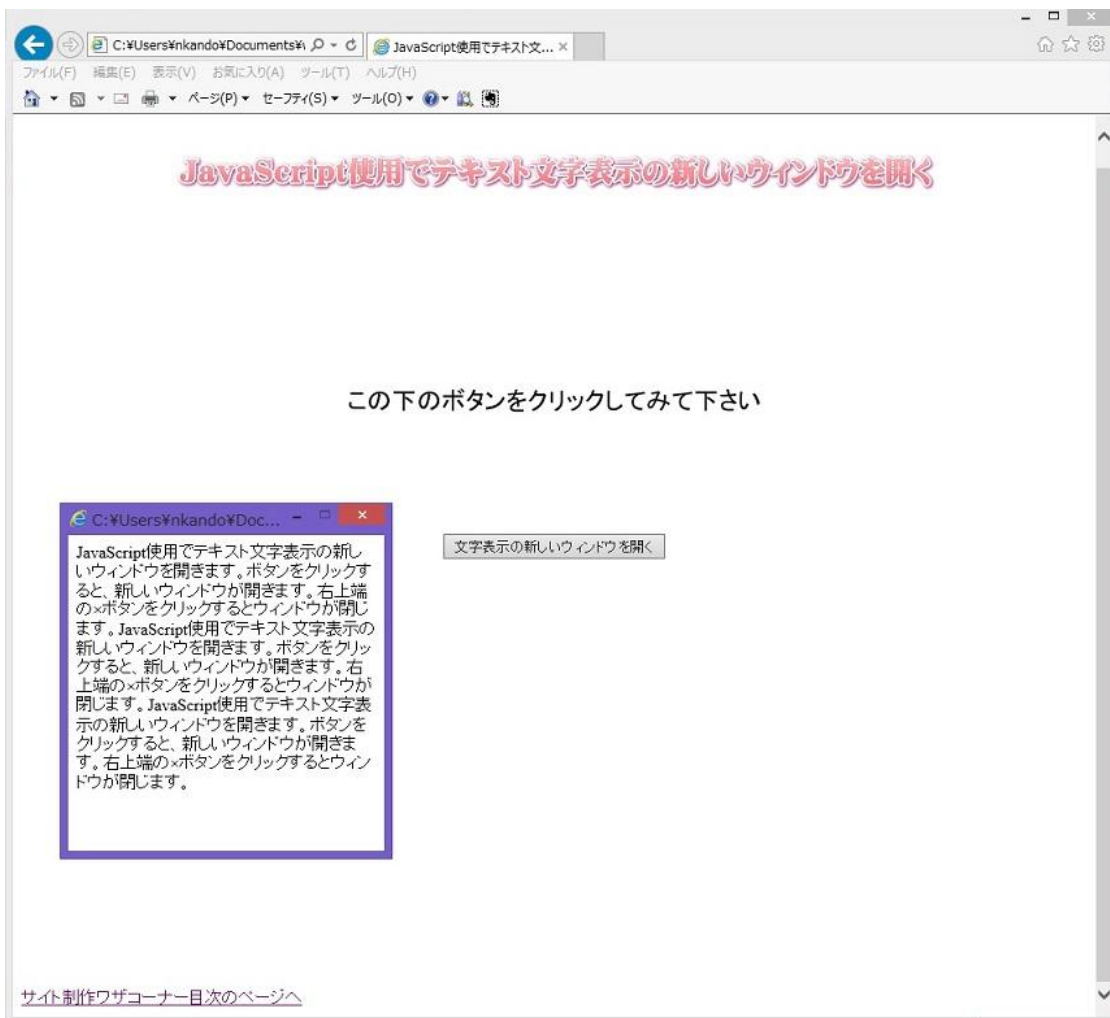 C:¥Users¥nkando¥Documents¥
JavaScript使用でテキスト文... ×
ファイル(F) 編集(E) 表示(V) お気に入り(A) ツール(T) ヘルプ(H)
ページ(P) セーフティ(S) ツール(O)
JavaScript使用でテキスト文字表示の新しいウィンドウを開く
この下のボタンをクリックしてみて下さい
C:¥Users¥nkando¥Doc...
JavaScript使用でテキスト文字表示の新し
いウィンドウを開きます。ボタンをクリックす
ると、新しいウィンドウが開きます。右上端
の×ボタンをクリックするとウィンドウが閉じ
ます。JavaScript使用でテキスト文字表示の
新しいウィンドウを開きます。ボタンをクリッ
クすると、新しいウィンドウが開きます。右
上端の×ボタンをクリックするとウィンドウが
閉じます。JavaScript使用でテキスト文字表
示の新しいウィンドウを開きます。ボタンを
クリックすると、新しいウィンドウが開きま
す。右上端の×ボタンをクリックするとウィン
ドウが閉じます。
文字表示の新しいウィンドウを開く
サイト制作ワザコーナー目次のページへ